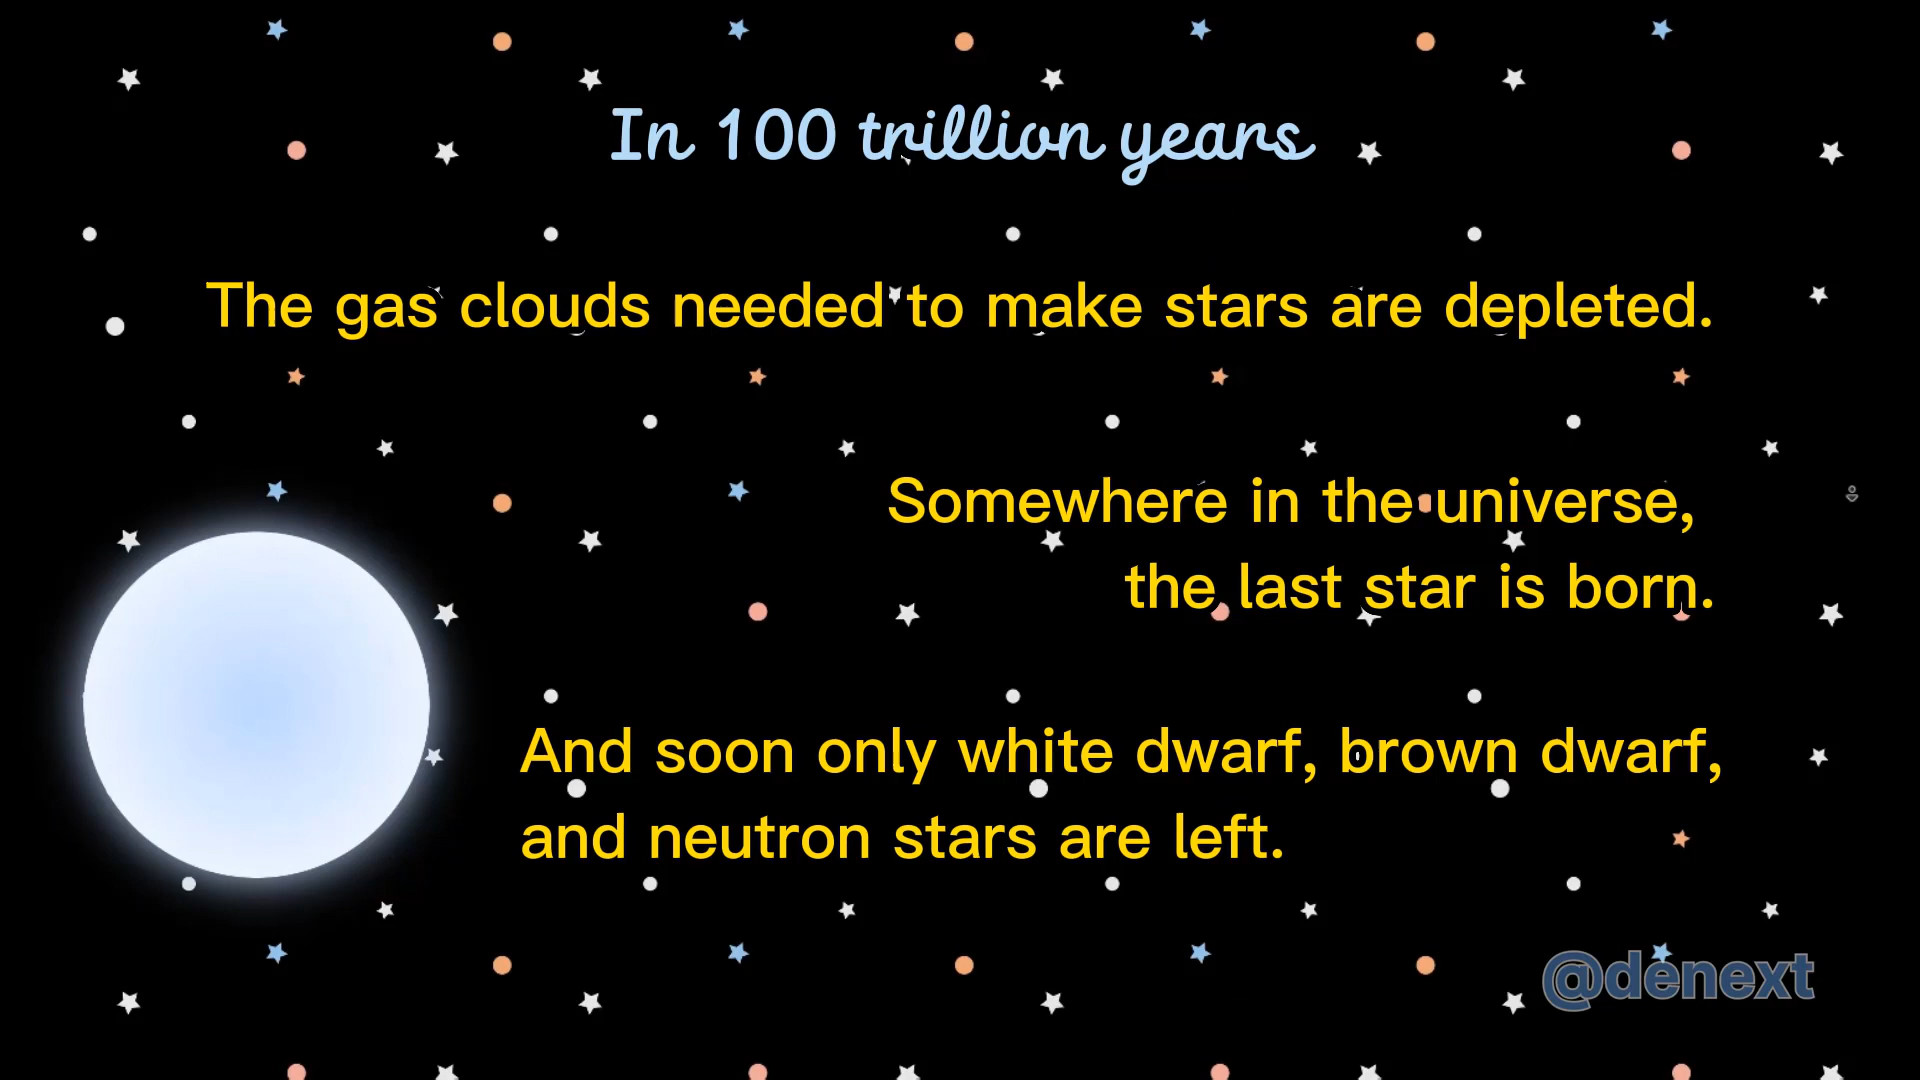 In 100 trillion years
The gas clouds needed to make stars are depleted.
Somewhere in the universe,
the last star is born.
And soon only white dwarf, brown dwarf,
and neutron stars are left.
@denext